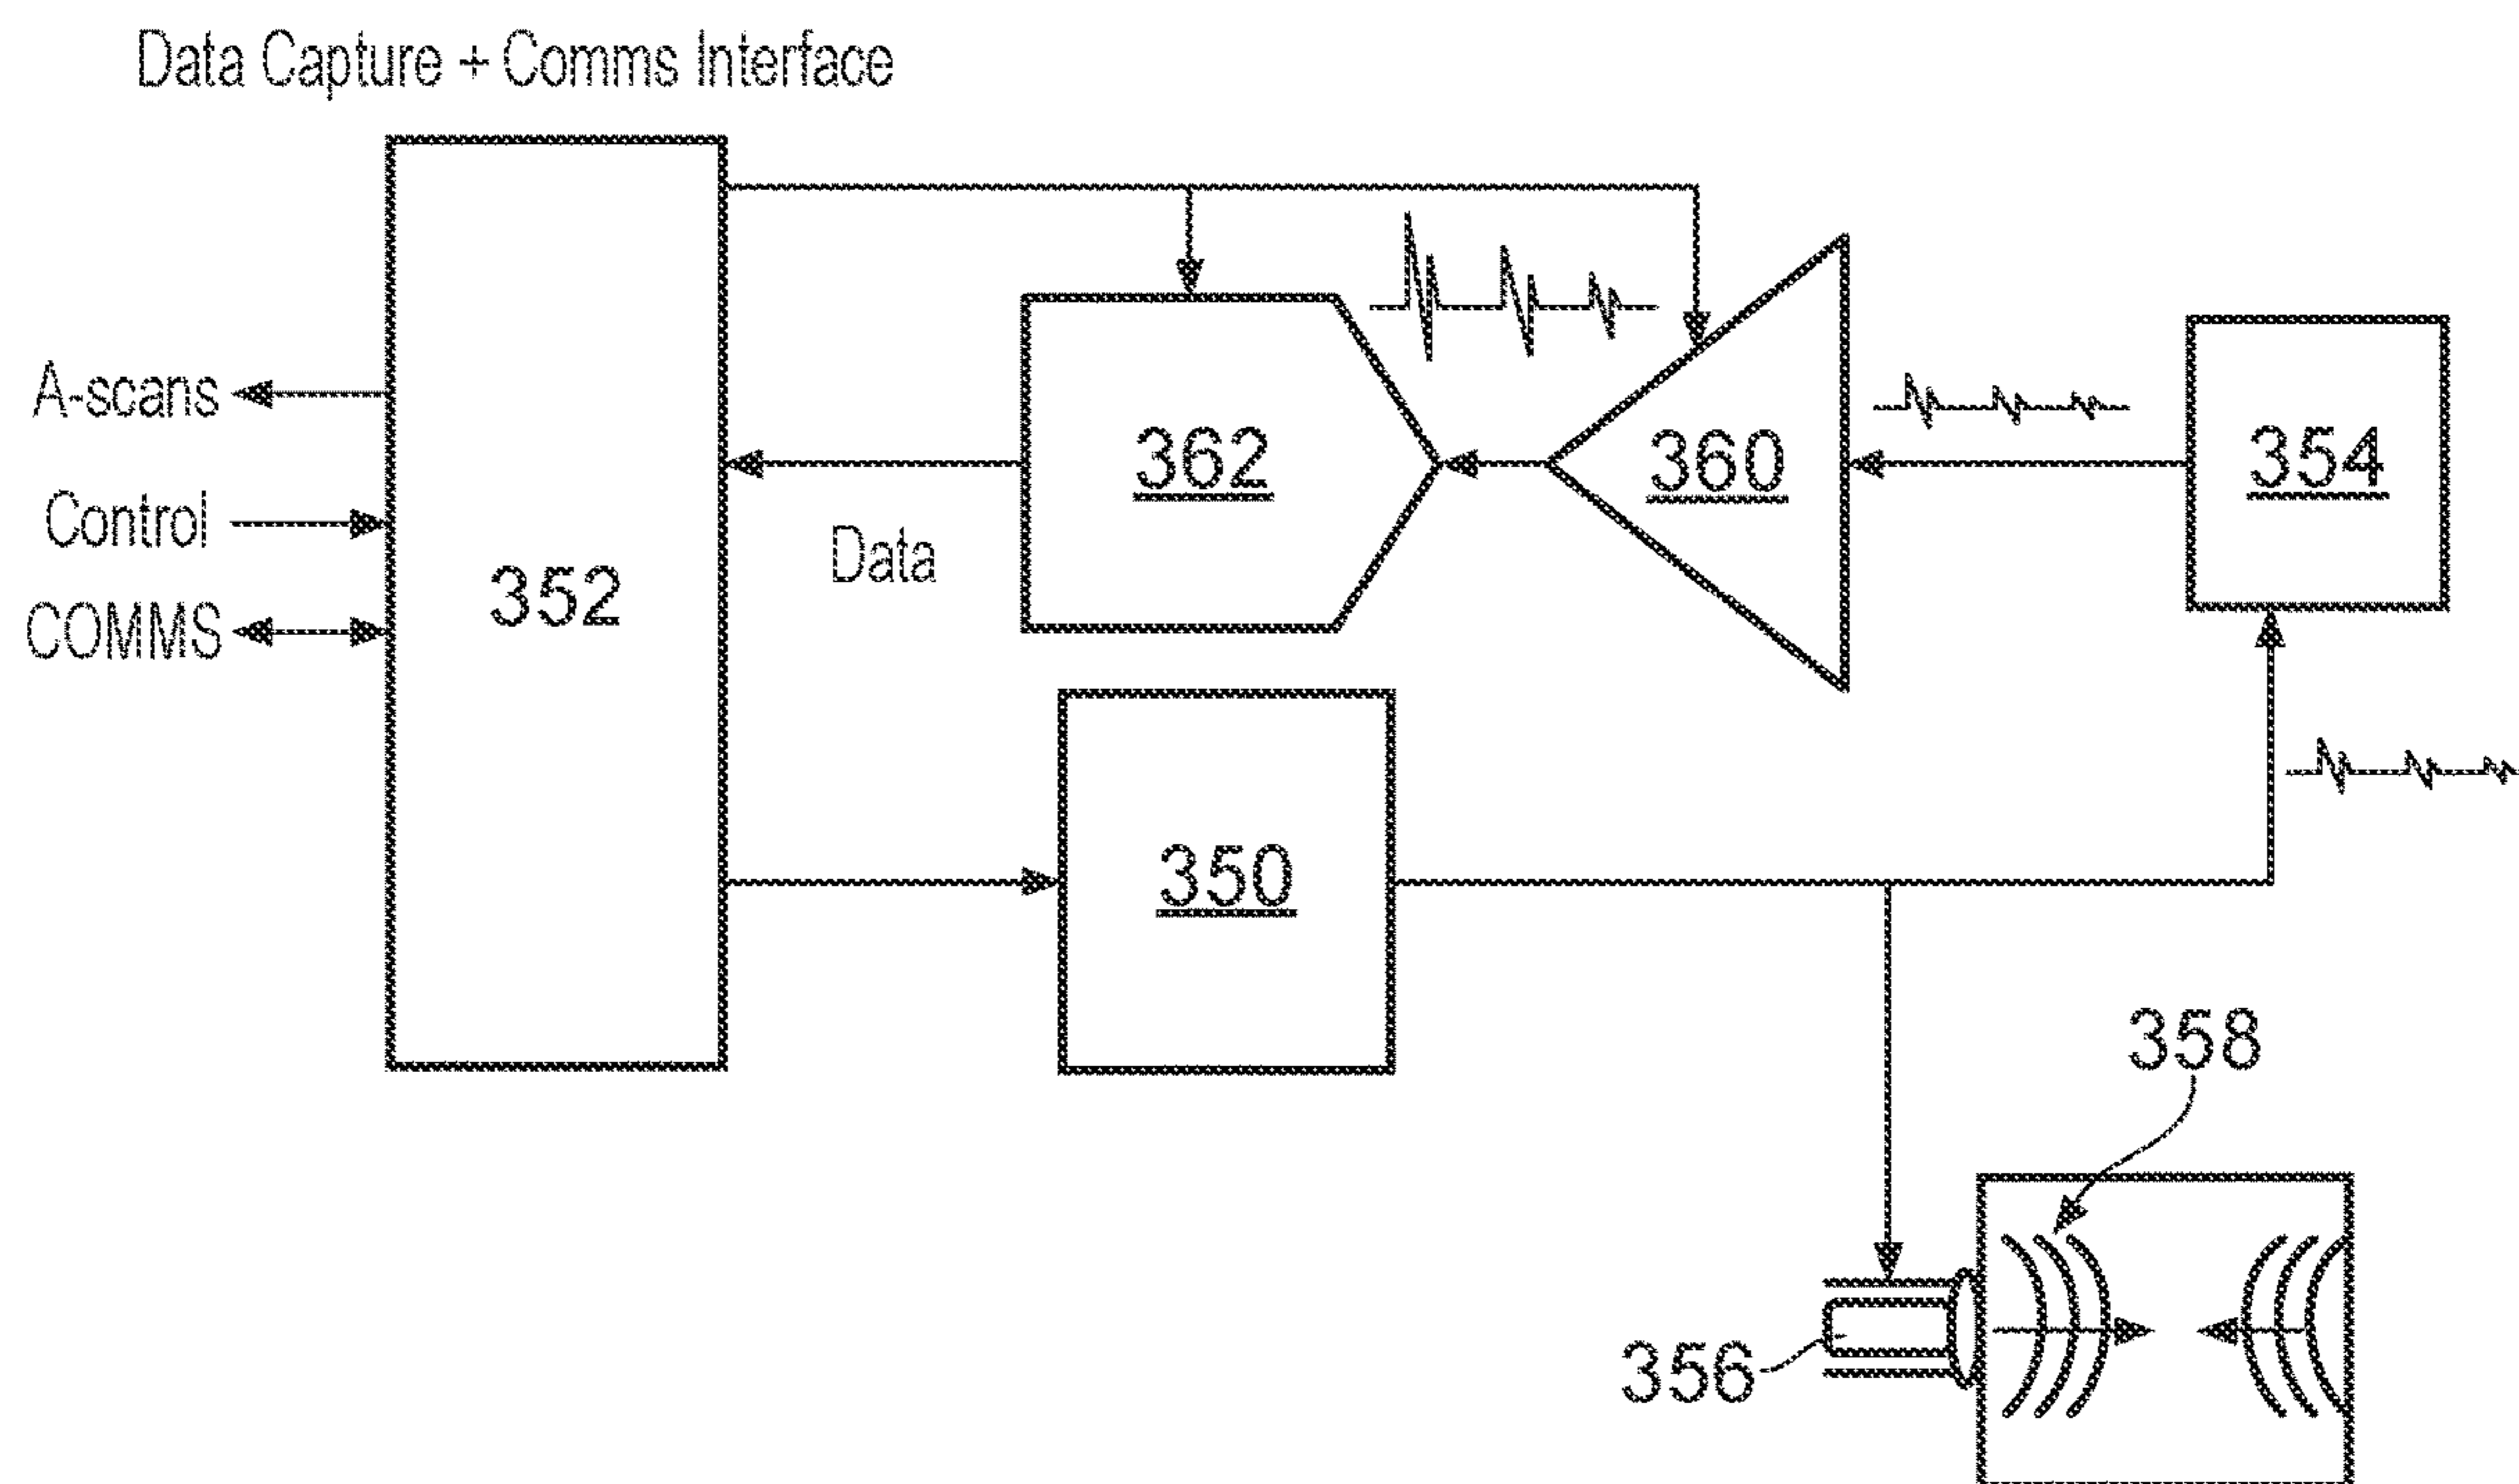 Data Capture + Comms Interface
A-scans
Control
COMMS
352
Data
362
360
354
350
358
356